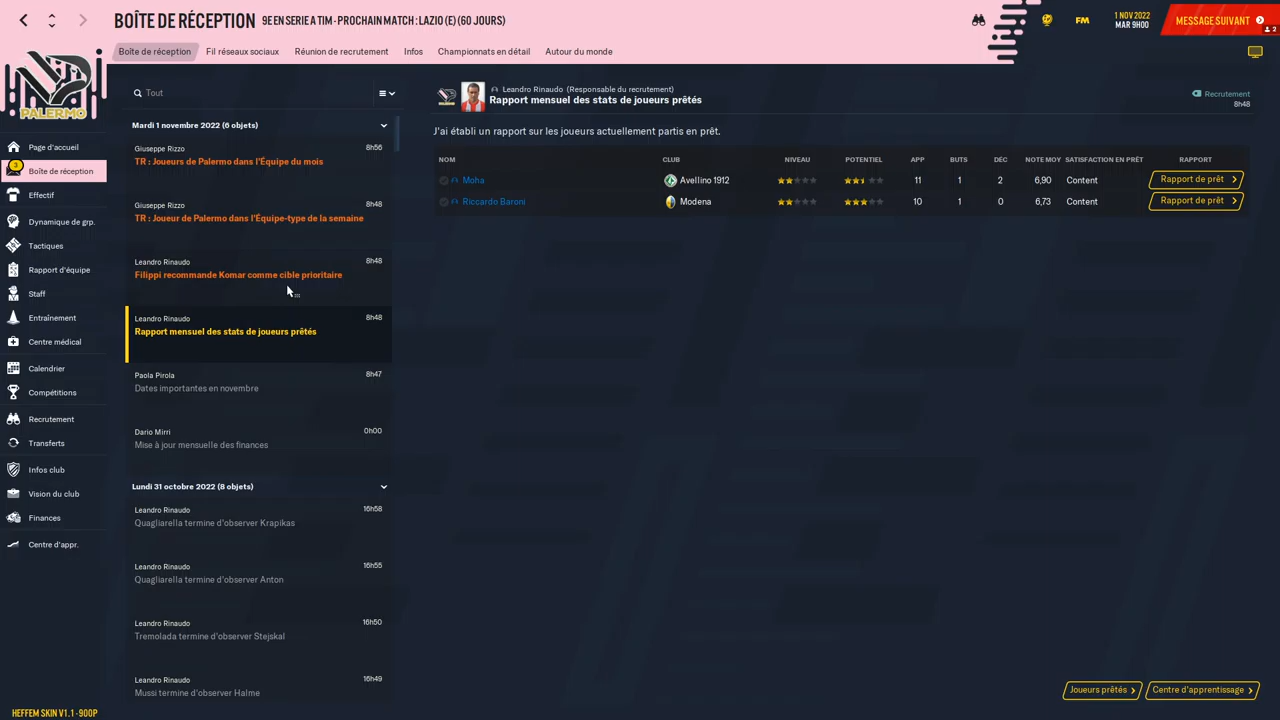 BOÎTE DE RÉCEPTION 9E EN SERIE A TIM - PROCHAIN MATCH : LAZIO (E) (60 JOURS)
FM
1 NOV 2022
MAR 9H00
MESSAGE SUIVANT
2
Boîte de réception Fil réseaux sociaux Réunion de recrutement Infos Championnats en détail Autour du monde
PALERMO
Page d'accueil
3
Boîte de réception
Effectif
Dynamique de grp.
Tactiques
Rapport d'équipe
Staff
Entraînement
Centre médical
Calendrier
Compétitions
Recrutement
Transferts
Infos club
Vision du club
Finances
Centre d'appr.
HEFFEM SKIN V1.1 - 900P
Tout
Mardi 1 novembre 2022 (6 objets)
Giuseppe Rizzo 8h56
TR : Joueurs de Palermo dans l'Équipe du mois
Giuseppe Rizzo 8h48
TR : Joueur de Palermo dans l'Équipe-type de la semaine
Leandro Rinaudo 8h48
Filippi recommande Komar comme cible prioritaire
Leandro Rinaudo 8h48
Rapport mensuel des stats de joueurs prêtés
Paola Pirola 8h47
Dates importantes en novembre
Dario Mirri 0h00
Mise à jour mensuelle des finances
Lundi 31 octobre 2022 (8 objets)
Leandro Rinaudo 16h58
Quagliarella termine d'observer Krapikas
Leandro Rinaudo 16h55
Quagliarella termine d'observer Anton
Leandro Rinaudo 16h50
Tremolada termine d'observer Stejskal
Leandro Rinaudo 16h49
Mussi termine d'observer Halme
PALERMO
Leandro Rinaudo (Responsable du recrutement)
Rapport mensuel des stats de joueurs prêtés
Recrutement
8h48
J'ai établi un rapport sur les joueurs actuellement partis en prêt.
NOM CLUB NIVEAU POTENTIEL APP BUTS DÉC NOTE MOY SATISFACTION EN PRÊT RAPPORT
Moha Avellino 1912 11 1 2 6,90 Content Rapport de prêt
Riccardo Baroni Modena 10 1 0 6,73 Content Rapport de prêt
Joueurs prêtés Centre d'apprentissage